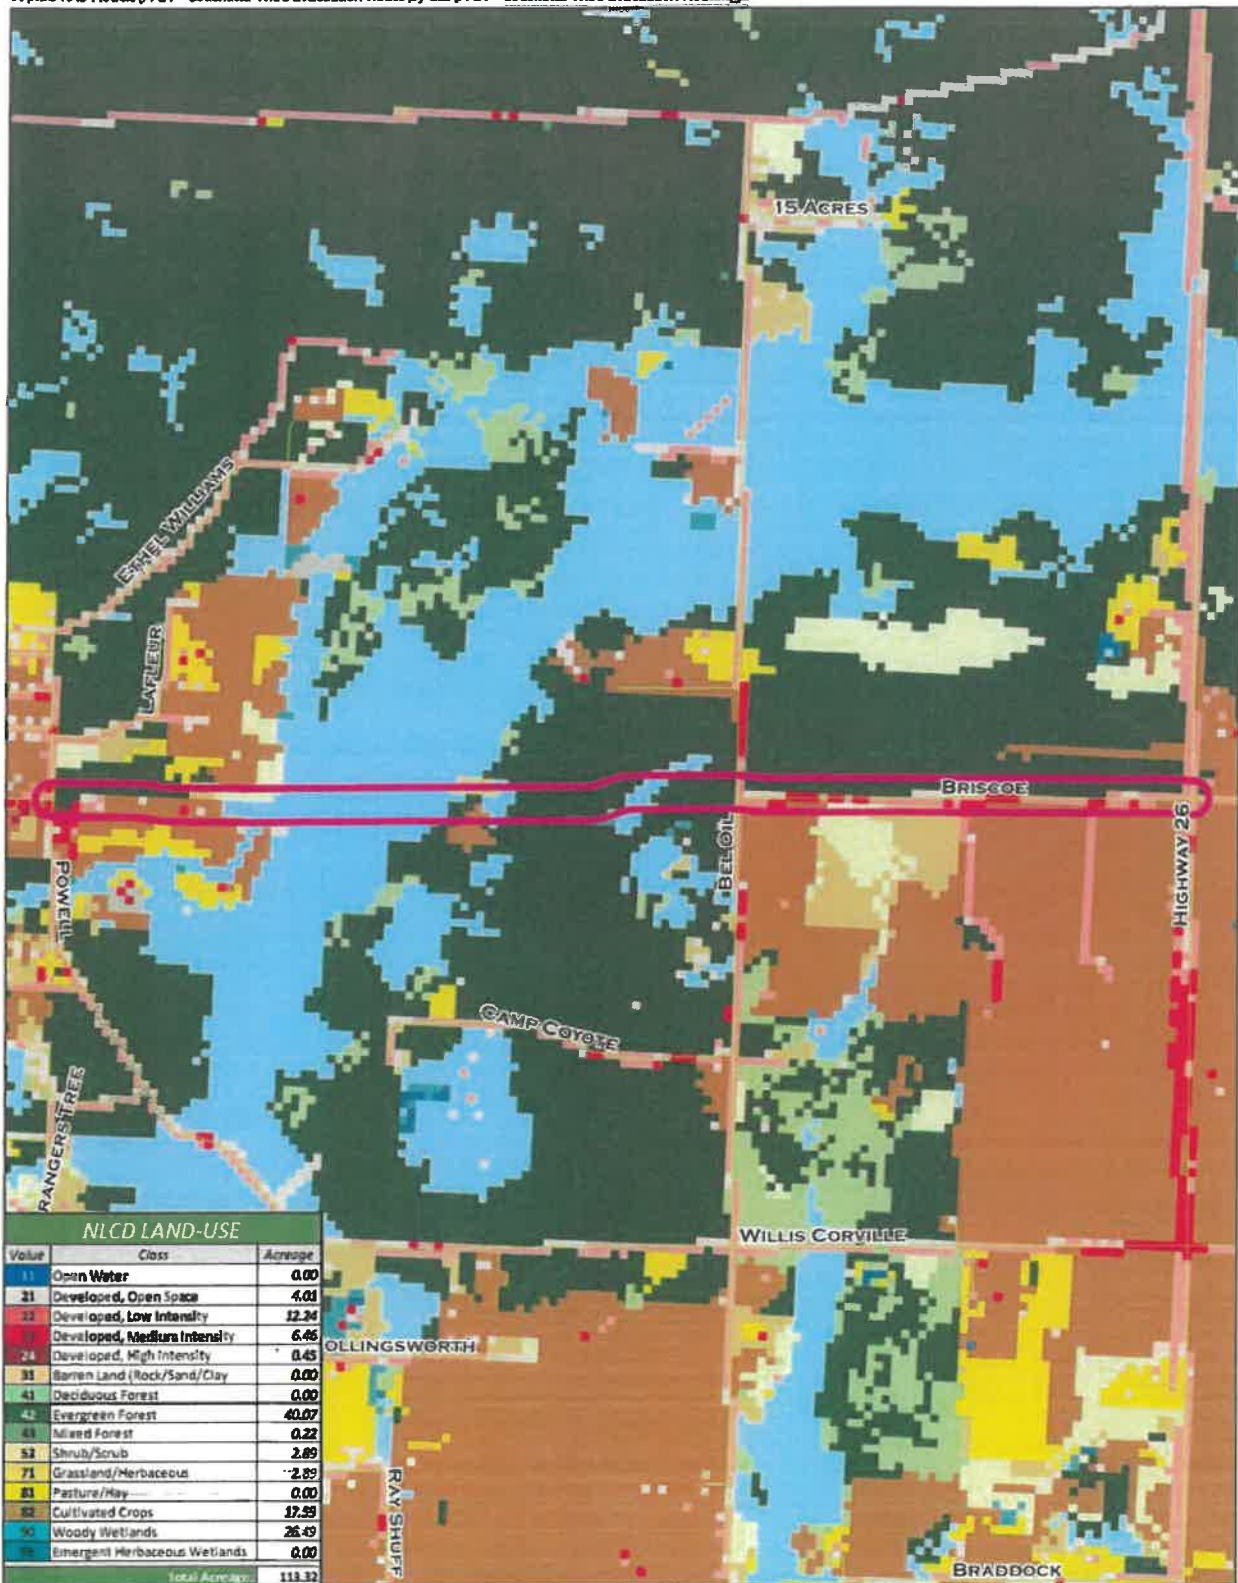 15 ACRES
ETHEL WILLIAMS
LAFLEUR
BRISCOE
BEL OIL
HIGHWAY 26
POWELL
CAMP COYOTE
RANGERS TREE
WILLIS CORVILLE
OLLINGSWORTH
RAY SHUFF
BRADDOCK
NLCD LAND-USE
Value Class Acreage
11 Open Water 0.00
21 Developed, Open Space 4.01
22 Developed, Low Intensity 12.24
Developed, Medium Intensity 6.46
24 Developed, High Intensity 0.45
31 Barren Land (Rock/Sand/Clay 0.00
41 Deciduous Forest 0.00
42 Evergreen Forest 40.07
43 Mixed Forest 0.22
52 Shrub/Scrub 2.89
71 Grassland/Herbaceous 2.89
81 Pasture/Hay 0.00
82 Cultivated Crops 17.59
90 Woody Wetlands 26.49
Emergent Herbaceous Wetlands 0.00
Total Acreage: 113.32